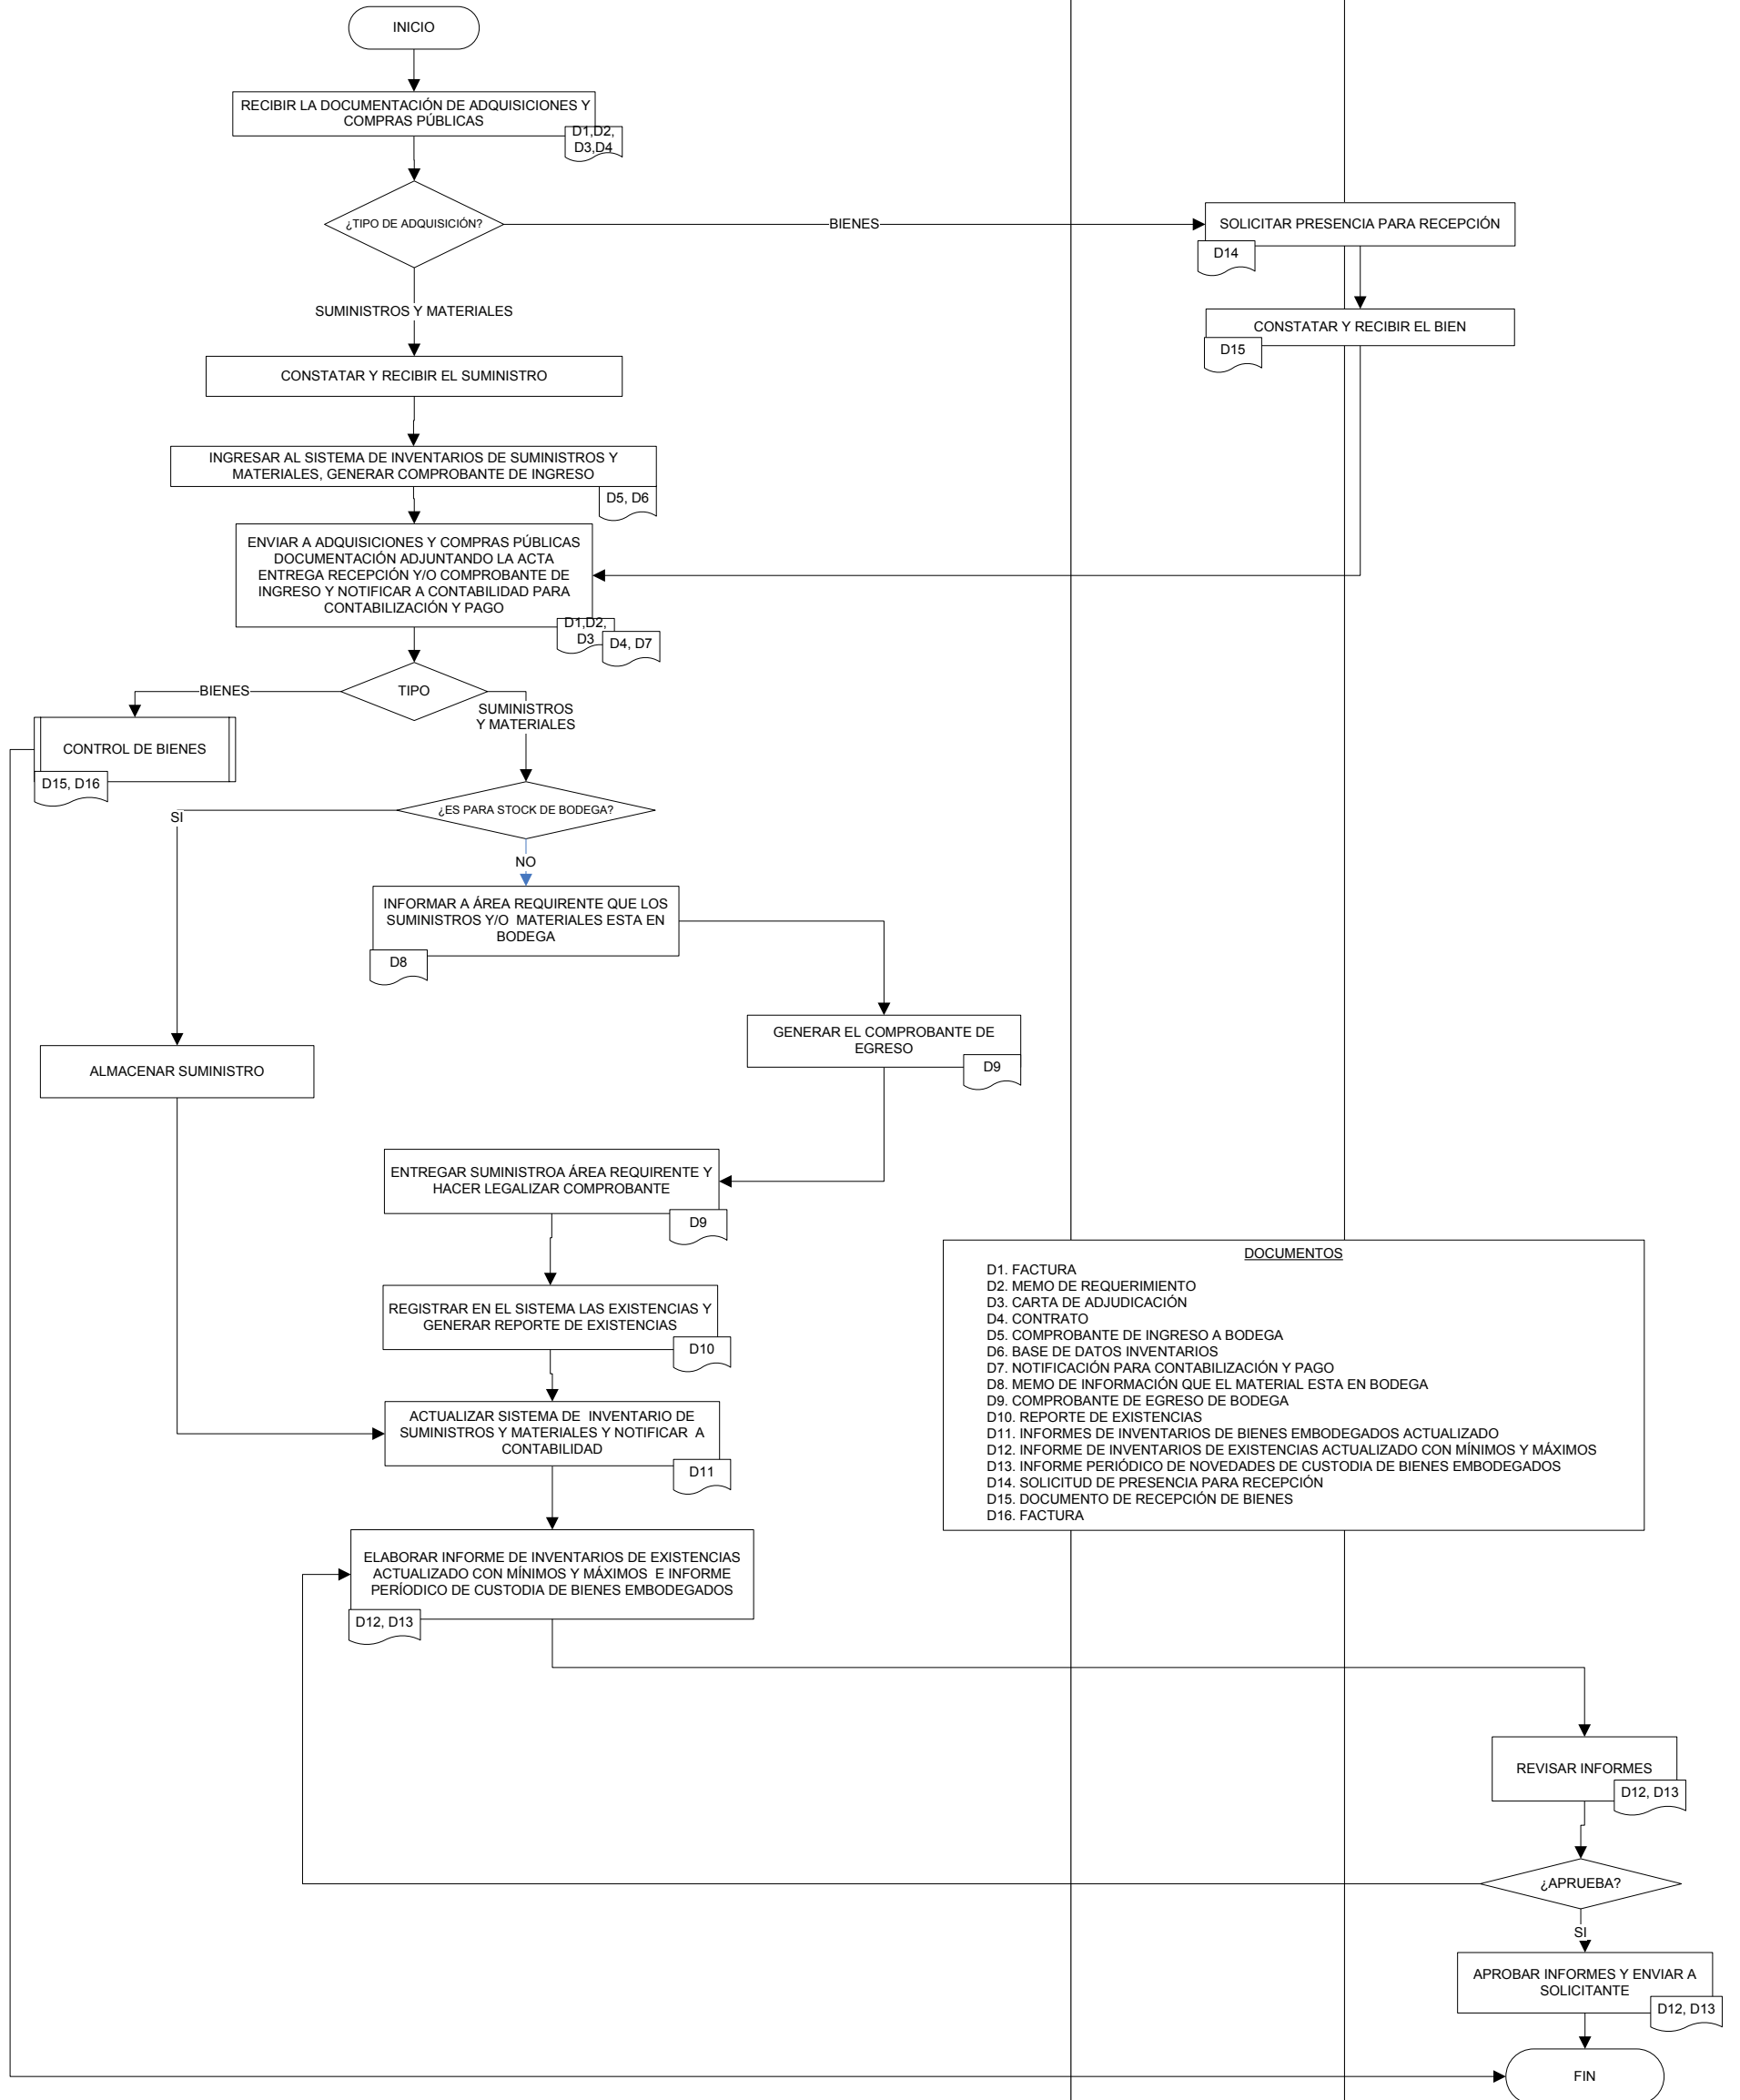 INICIO
RECIBIR LA DOCUMENTACIÓN DE ADQUISICIONES Y
COMPRAS PÚBLICAS
D1,D2,
D3,D4
¿TIPO DE ADQUISICIÓN?
BIENES
SOLICITAR PRESENCIA PARA RECEPCIÓN
D14
SUMINISTROS Y MATERIALES
CONSTATAR Y RECIBIR EL BIEN
D15
CONSTATAR Y RECIBIR EL SUMINISTRO
INGRESAR AL SISTEMA DE INVENTARIOS DE SUMINISTROS Y
MATERIALES, GENERAR COMPROBANTE DE INGRESO
D5, D6
ENVIAR A ADQUISICIONES Y COMPRAS PÚBLICAS
DOCUMENTACIÓN ADJUNTANDO LA ACTA
ENTREGA RECEPCIÓN Y/O COMPROBANTE DE
INGRESO Y NOTIFICAR A CONTABILIDAD PARA
CONTABILIZACIÓN Y PAGO
D1,D2,
D3
D4, D7
TIPO
BIENES
SUMINISTROS
Y MATERIALES
CONTROL DE BIENES
D15, D16
¿ES PARA STOCK DE BODEGA?
SI
NO
INFORMAR A ÁREA REQUIRENTE QUE LOS
SUMINISTROS Y/O  MATERIALES ESTA EN
BODEGA
D8
GENERAR EL COMPROBANTE DE
EGRESO
D9
ALMACENAR SUMINISTRO
ENTREGAR SUMINISTROA ÁREA REQUIRENTE Y
HACER LEGALIZAR COMPROBANTE
D9
REGISTRAR EN EL SISTEMA LAS EXISTENCIAS Y
GENERAR REPORTE DE EXISTENCIAS
D10
ACTUALIZAR SISTEMA DE  INVENTARIO DE
SUMINISTROS Y MATERIALES Y NOTIFICAR  A
CONTABILIDAD
D11
DOCUMENTOS
D1. FACTURA
D2. MEMO DE REQUERIMIENTO
D3. CARTA DE ADJUDICACIÓN
D4. CONTRATO
D5. COMPROBANTE DE INGRESO A BODEGA
D6. BASE DE DATOS INVENTARIOS
D7. NOTIFICACIÓN PARA CONTABILIZACIÓN Y PAGO
D8. MEMO DE INFORMACIÓN QUE EL MATERIAL ESTA EN BODEGA
D9. COMPROBANTE DE EGRESO DE BODEGA
D10. REPORTE DE EXISTENCIAS
D11. INFORMES DE INVENTARIOS DE BIENES EMBODEGADOS ACTUALIZADO
D12. INFORME DE INVENTARIOS DE EXISTENCIAS ACTUALIZADO CON MÍNIMOS Y MÁXIMOS
D13. INFORME PERIÓDICO DE NOVEDADES DE CUSTODIA DE BIENES EMBODEGADOS
D14. SOLICITUD DE PRESENCIA PARA RECEPCIÓN
D15. DOCUMENTO DE RECEPCIÓN DE BIENES
D16. FACTURA
ELABORAR INFORME DE INVENTARIOS DE EXISTENCIAS
ACTUALIZADO CON MÍNIMOS Y MÁXIMOS  E INFORME
PERÍODICO DE CUSTODIA DE BIENES EMBODEGADOS
D12, D13
REVISAR INFORMES
D12, D13
¿APRUEBA?
SI
APROBAR INFORMES Y ENVIAR A
SOLICITANTE
D12, D13
FIN